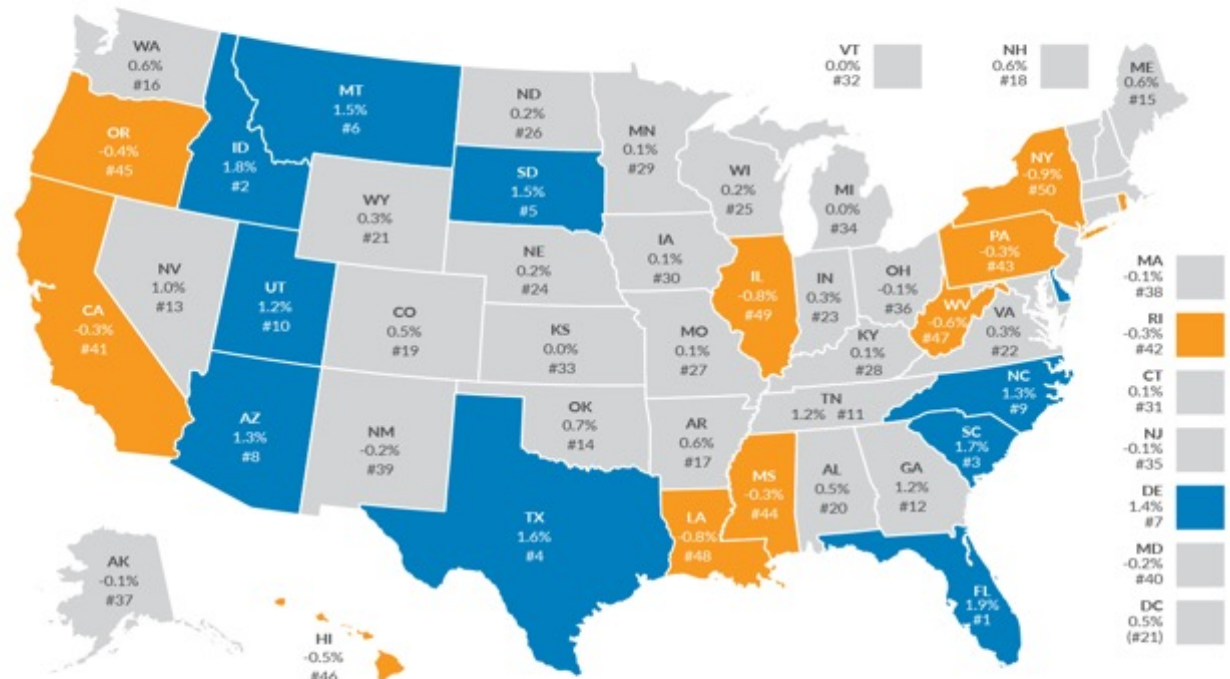 WA
0.6%
#16
MT
1.5%
#6
ND
0.2%
#26
MN
0.1%
#29
VT
0.0%
#32
NH
0.6%
#18
ME
0.6%
#15
OR
-0.4%
#45
ID
1.8%
#2
SD
1.5%
#5
WI
0.2%
#25
MI
0.0%
#34
NY
-0.9%
#50
WY
0.3%
#21
NV
1.0%
#13
UT
1.2%
#10
NE
0.2%
#24
IA
0.1%
#30
IL
-0.8%
#49
IN
0.3%
#23
OH
-0.1%
#36
PA
-0.3%
#43
MA
-0.1%
#38
CA
-0.3%
#41
CO
0.5%
#19
KS
0.0%
#33
MO
0.1%
#27
KY
0.1%
#28
WV
-0.6%
#47
VA
0.3%
#22
RI
-0.3%
#42
AZ
1.3%
#8
NM
-0.2%
#39
OK
0.7%
#14
AR
0.6%
#17
TN
1.2% #11
NC
1.3%
#9
CT
0.1%
#31
SC
1.7%
#3
NJ
-0.1%
#35
TX
1.6%
#4
LA
-0.8%
#48
MS
-0.3%
#44
AL
0.5%
#20
GA
1.2%
#12
DE
1.4%
#7
AK
-0.1%
#37
HI
-0.5%
#46
FL
1.9%
#1
MD
-0.2%
#40
DC
0.5%
(#21)